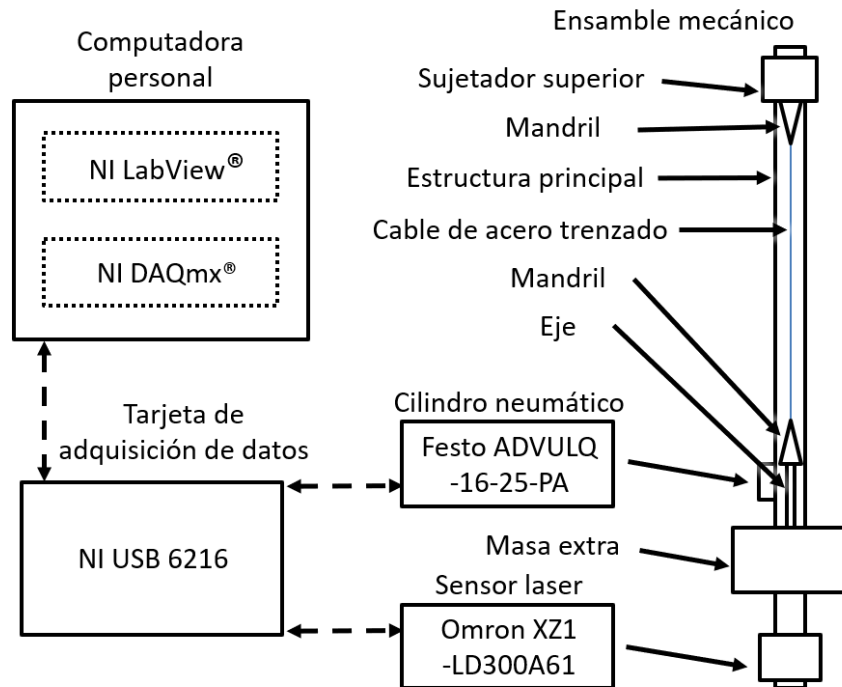 Ensamble mecánico
Computadora
personal
NI LabView®
NI DAQmx®
Sujetador superior
Mandril
Estructura principal
Cable de acero trenzado
Mandril
Eje
Tarjeta de
adquisición de datos
NI USB 6216
Cilindro neumático
Festo ADVULQ
-16-25-PA
Masa extra
Sensor laser
Omron XZ1
-LD300A61